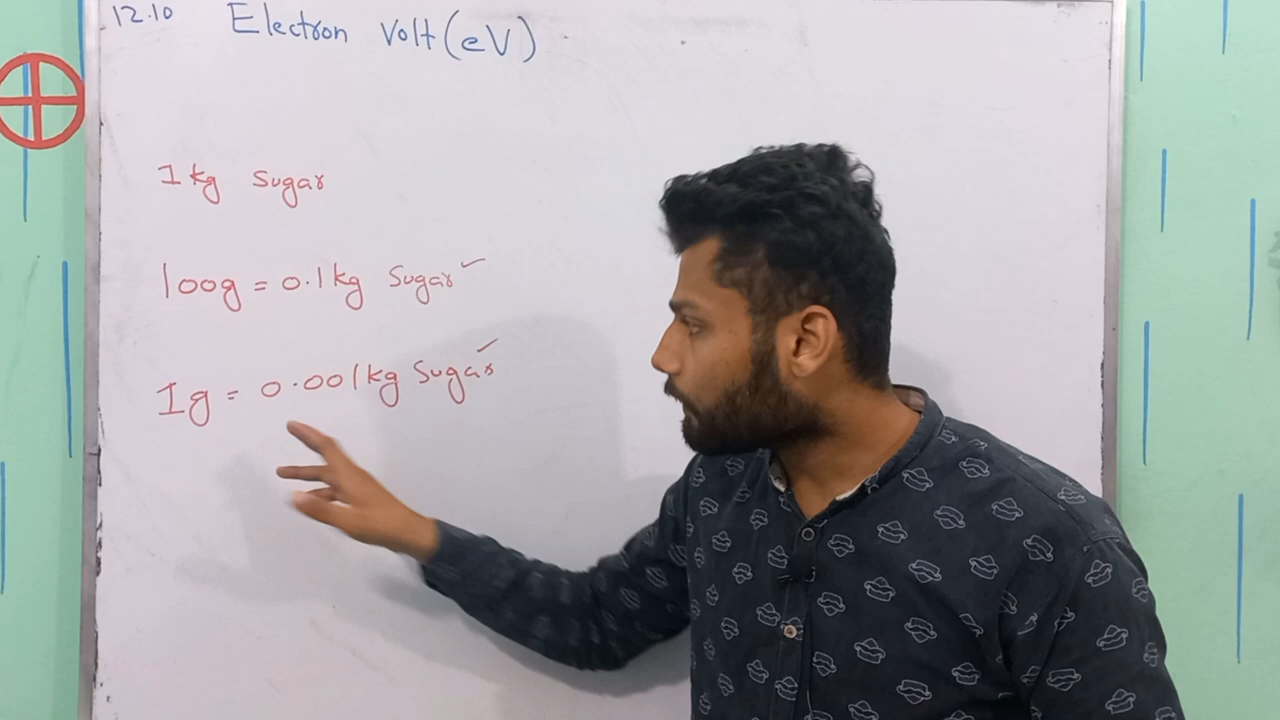 12.10 Electron Volt (eV)
1 kg Sugar
100g = 0.1 kg Sugar ✓
1g = 0.001 kg Sugar ✓